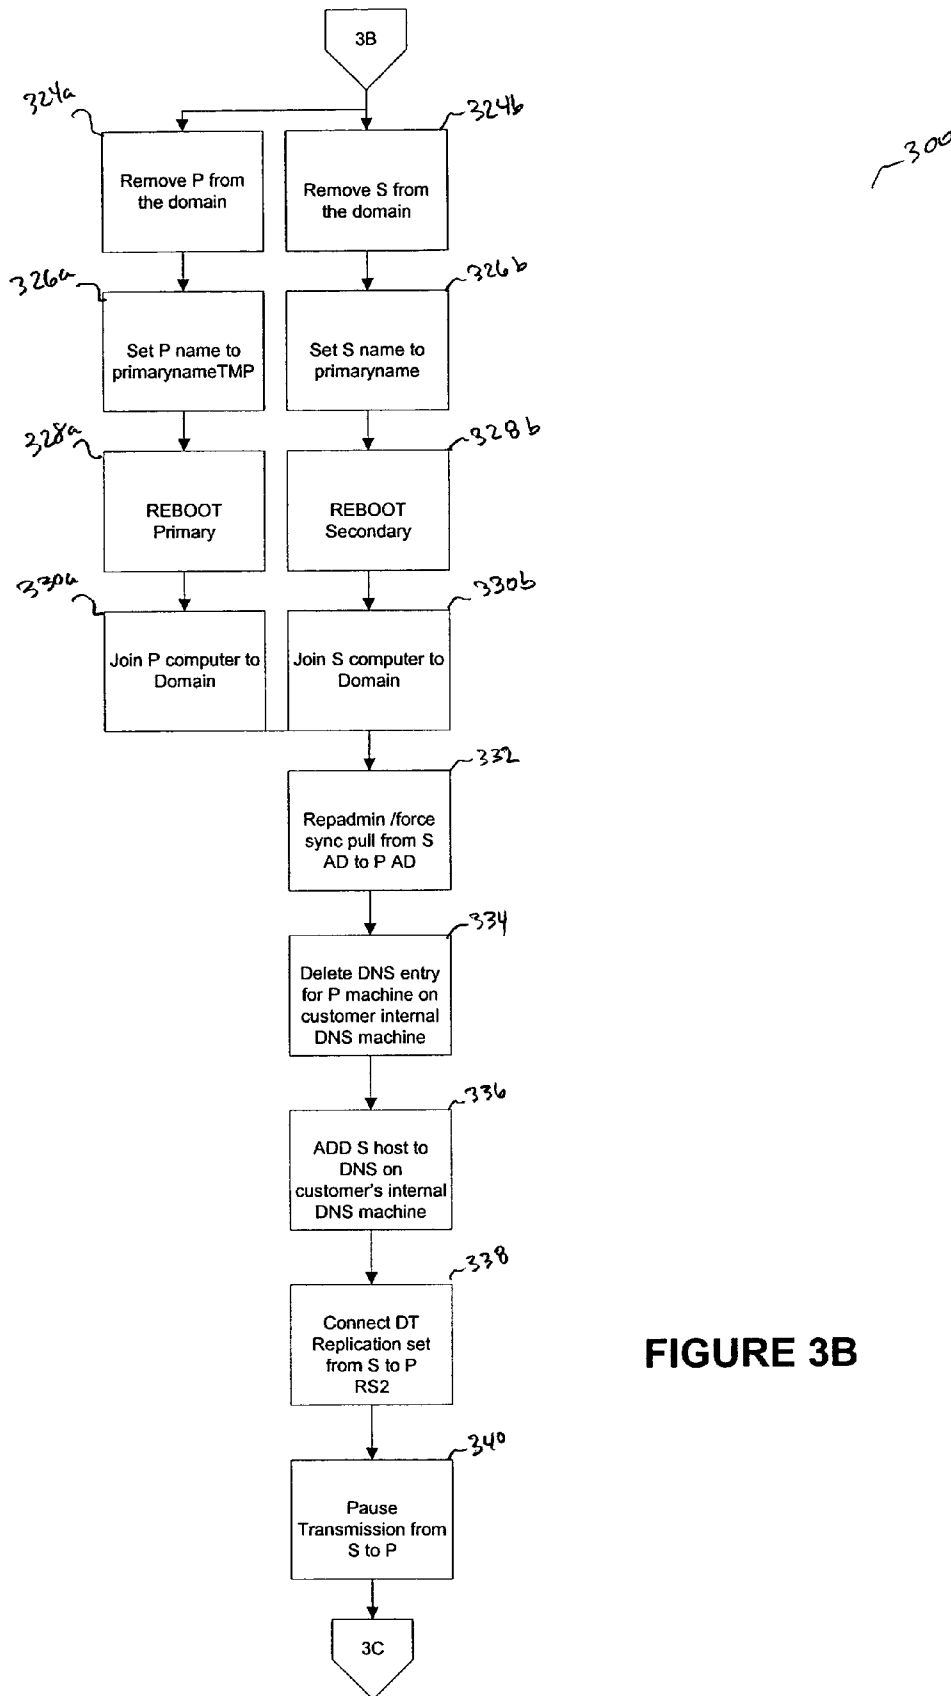 3B
324a
324b
300
Remove P from
the domain
Remove S from
the domain
326a
326b
Set P name to
primarynameTMP
Set S name to
primaryname
328a
328b
REBOOT
Primary
REBOOT
Secondary
330a
330b
Join P computer to
Domain
Join S computer to
Domain
332
Repadmin /force
sync pull from S
AD to P AD
334
Delete DNS entry
for P machine on
customer internal
DNS machine
336
ADD S host to
DNS on
customer's internal
DNS machine
338
Connect DT
Replication set
from S to P
RS2
FIGURE 3B
340
Pause
Transmission from
S to P
3C